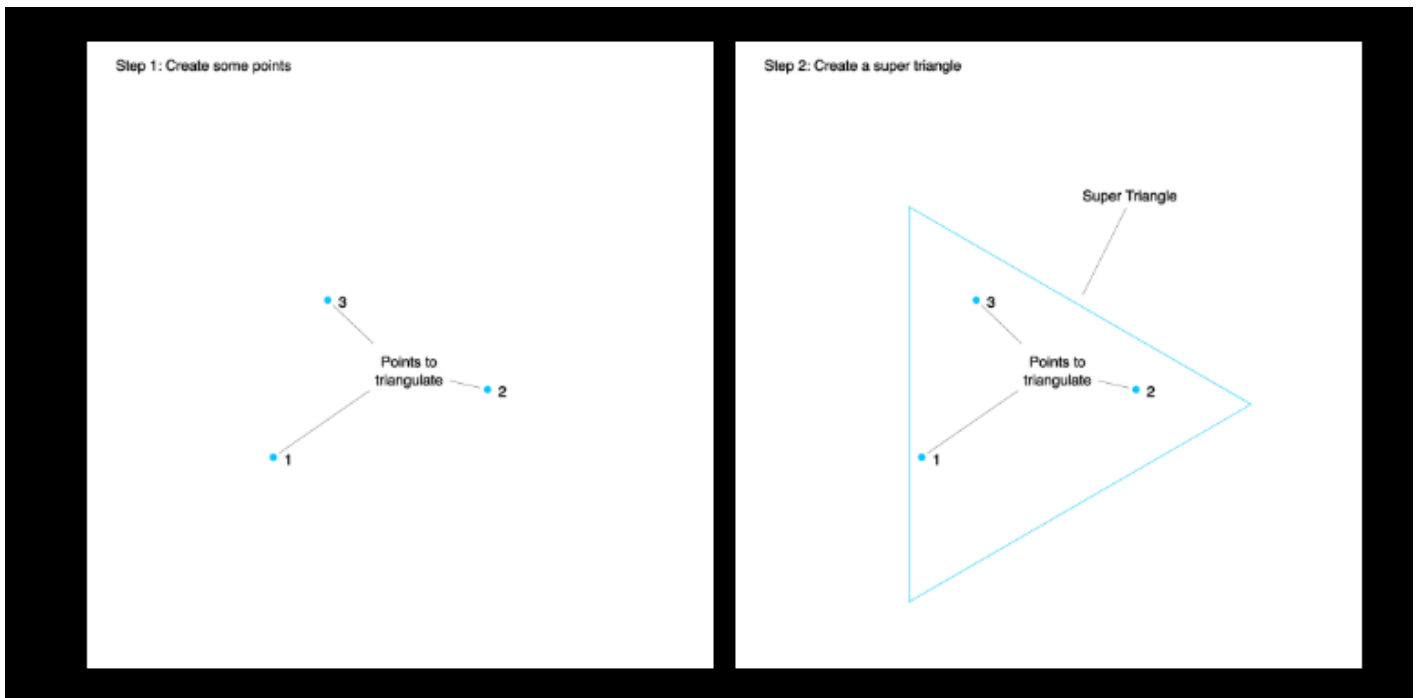 Step 1: Create some points
3
Points to
triangulate
2
1
Step 2: Create a super triangle
Super Triangle
3
Points to
triangulate
2
1